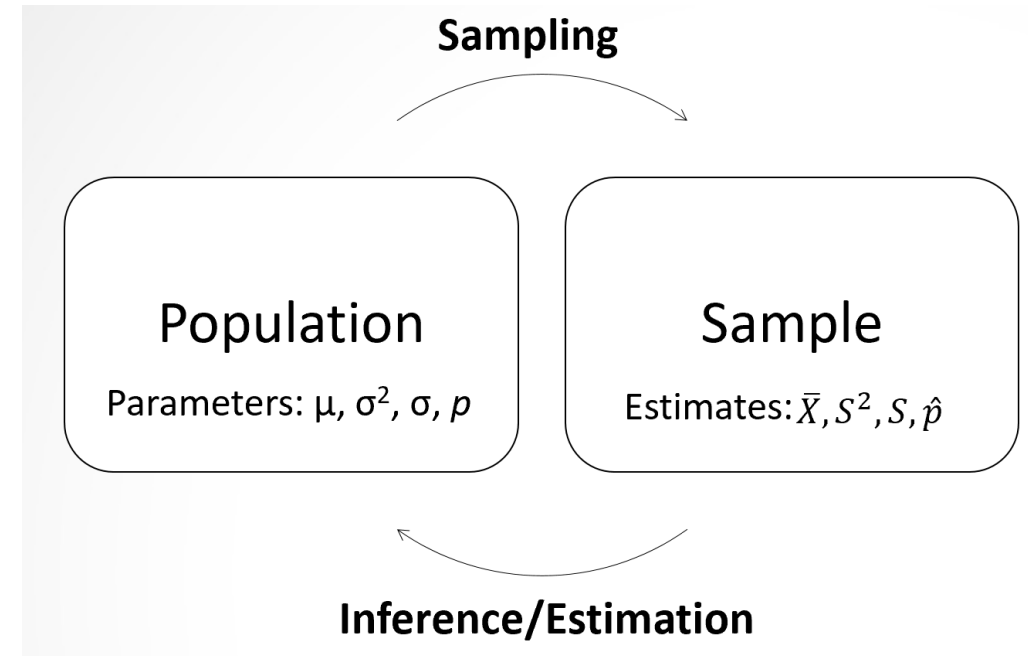 Sampling
Population
Parameters: μ, σ², σ, p
Sample
Estimates: X̄, S², S, p̂
Inference/Estimation